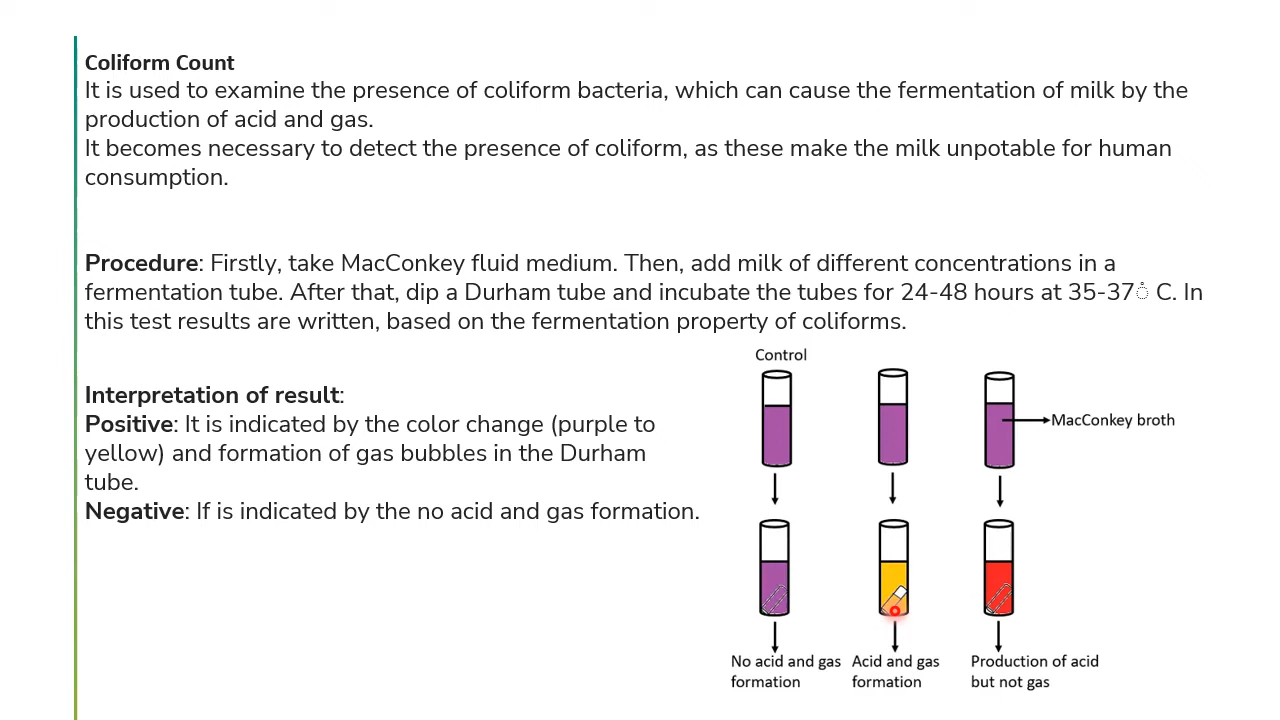 Coliform Count
It is used to examine the presence of coliform bacteria, which can cause the fermentation of milk by the
production of acid and gas.
It becomes necessary to detect the presence of coliform, as these make the milk unpotable for human
consumption.
Procedure: Firstly, take MacConkey fluid medium. Then, add milk of different concentrations in a
fermentation tube. After that, dip a Durham tube and incubate the tubes for 24-48 hours at 35-37◌̊ C. In
this test results are written, based on the fermentation property of coliforms.
Interpretation of result:
Positive: It is indicated by the color change (purple to
yellow) and formation of gas bubbles in the Durham
tube.
Negative: If is indicated by the no acid and gas formation.
Control
MacConkey broth
No acid and gas
formation
Acid and gas
formation
Production of acid
but not gas